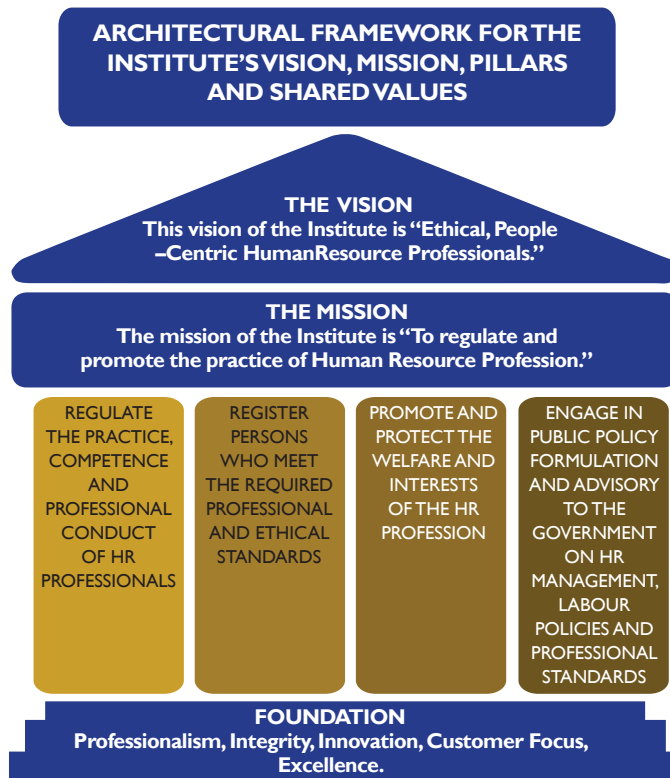 ARCHITECTURAL FRAMEWORK FOR THE
INSTITUTE'S VISION, MISSION, PILLARS
AND SHARED VALUES
THE VISION
This vision of the Institute is “Ethical, People
–Centric HumanResource Professionals.”
THE MISSION
The mission of the Institute is “To regulate and
promote the practice of Human Resource Profession.”
REGULATE
THE PRACTICE,
COMPETENCE
AND
PROFESSIONAL
CONDUCT
OF HR
PROFESSIONALS
REGISTER
PERSONS
WHO MEET
THE REQUIRED
PROFESSIONAL
AND ETHICAL
STANDARDS
PROMOTE AND
PROTECT THE
WELFARE AND
INTERESTS
OF THE HR
PROFESSION
ENGAGE IN
PUBLIC POLICY
FORMULATION
AND ADVISORY
TO THE
GOVERNMENT
ON HR
MANAGEMENT,
LABOUR
POLICIES AND
PROFESSIONAL
STANDARDS
FOUNDATION
Professionalism, Integrity, Innovation, Customer Focus,
Excellence.